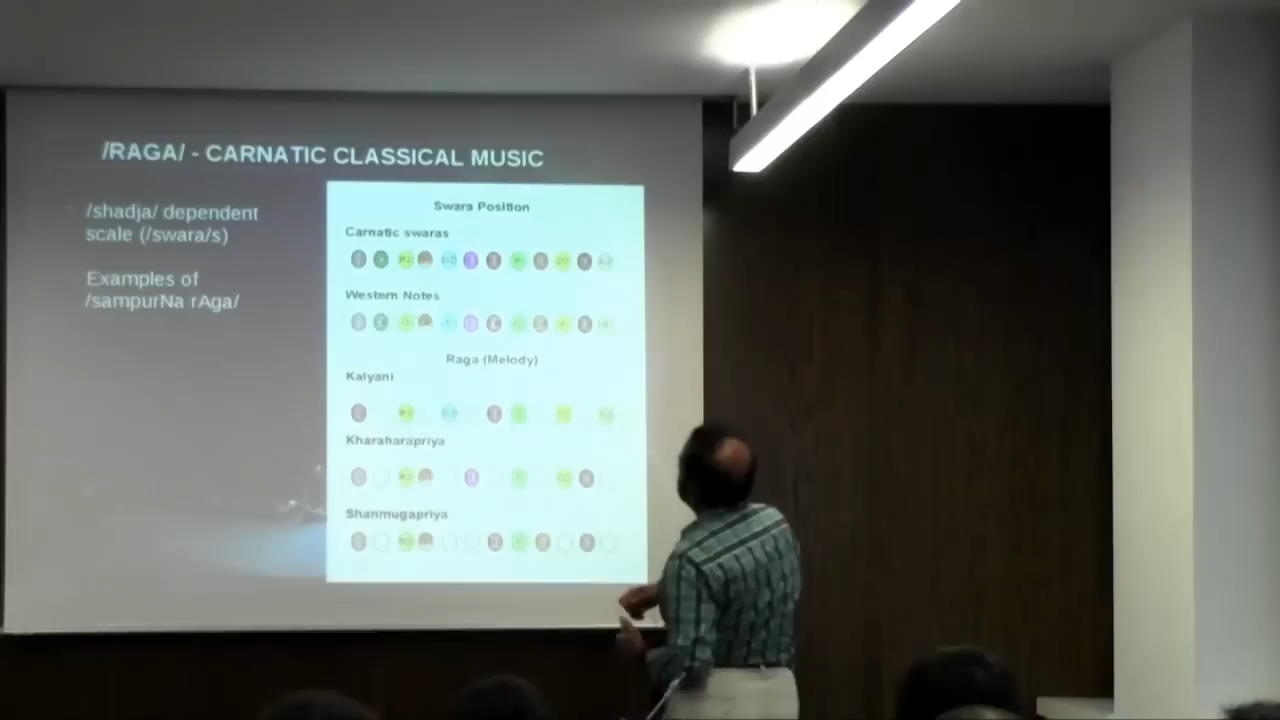 /RAGA/ - CARNATIC CLASSICAL MUSIC
/shadja/ dependent
scale (/swara/s)
Examples of
/sampurNa rAga/
Swara Position
Carnatic swaras
Western Notes
Raga (Melody)
Kalyani
Kharaharapriya
Shanmugapriya